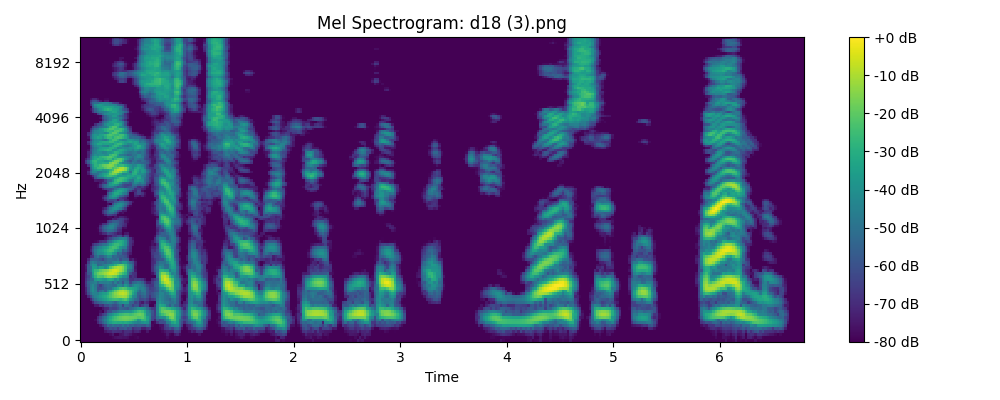 Mel Spectrogram: d18 (3).png
+0 dB
8192
-10 dB
4096
-20 dB
-30 dB
2048
Hz
-40 dB
1024
-50 dB
512
-60 dB
-70 dB
0
-80 dB
0 1 2 3 4 5 6
Time